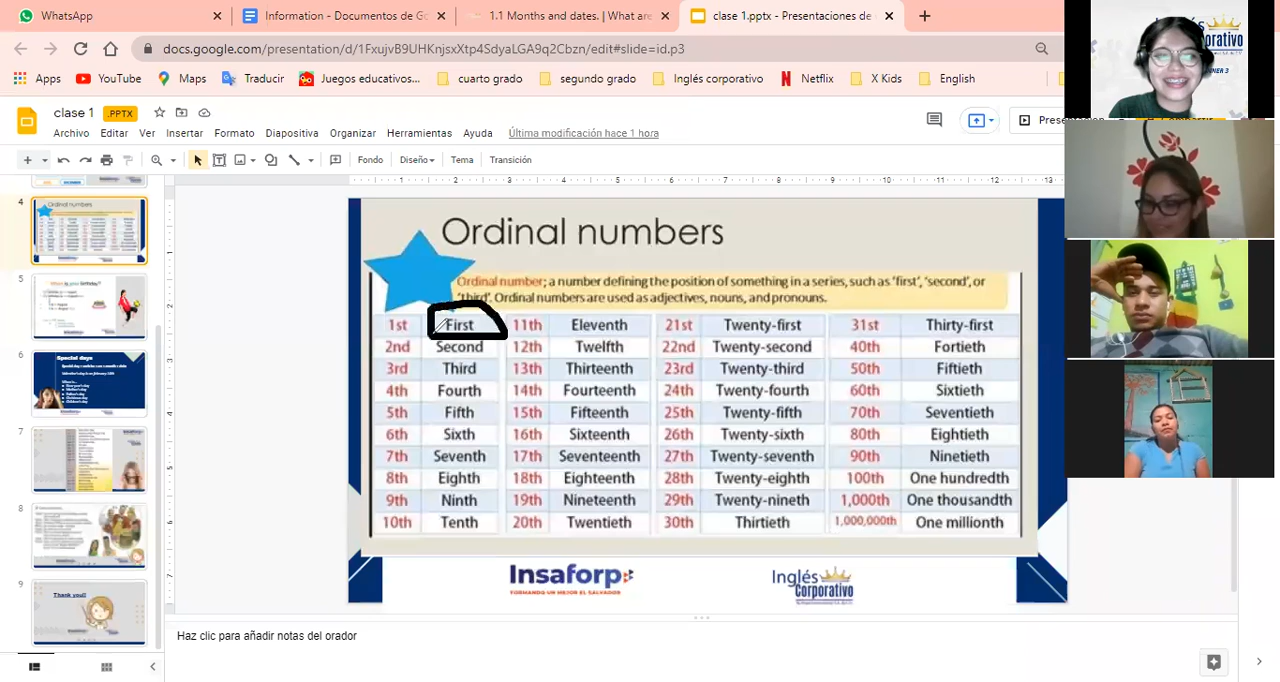 WhatsApp
Information - Documentos de G
1.1 Months and dates. | What are
clase 1.pptx - Presentaciones de
docs.google.com/presentation/d/1FxujvB9UHKnjsxXtp4SdyaLGA9q2Cbzn/edit#slide=id.p3
Apps YouTube Maps Traducir Juegos educativos... cuarto grado segundo grado Inglés corporativo Netflix X Kids English
clase 1 .PPTX
Archivo Editar Ver Insertar Formato Diapositiva Organizar Herramientas Ayuda Última modificación hace 1 hora
Fondo Diseño Tema Transición
Ordinal numbers
Ordinal number; a number defining the position of something in a series, such as 'first', 'second', or
'third'. Ordinal numbers are used as adjectives, nouns, and pronouns.
1st First 11th Eleventh 21st Twenty-first 31st Thirty-first
2nd Second 12th Twelfth 22nd Twenty-second 40th Fortieth
3rd Third 13th Thirteenth 23rd Twenty-third 50th Fiftieth
4th Fourth 14th Fourteenth 24th Twenty-fourth 60th Sixtieth
5th Fifth 15th Fifteenth 25th Twenty-fifth 70th Seventieth
6th Sixth 16th Sixteenth 26th Twenty-sixth 80th Eightieth
7th Seventh 17th Seventeenth 27th Twenty-seventh 90th Ninetieth
8th Eighth 18th Eighteenth 28th Twenty-eighth 100th One hundredth
9th Ninth 19th Nineteenth 29th Twenty-nineth 1,000th One thousandth
10th Tenth 20th Twentieth 30th Thirtieth 1,000,000th One millionth
Insaforp
FORMANDO UN MEJOR EL SALVADOR
Inglés
Corporativo
Haz clic para añadir notas del orador
4
Ordinal numbers
5
6
Special days
7
8
9
Thank you!!